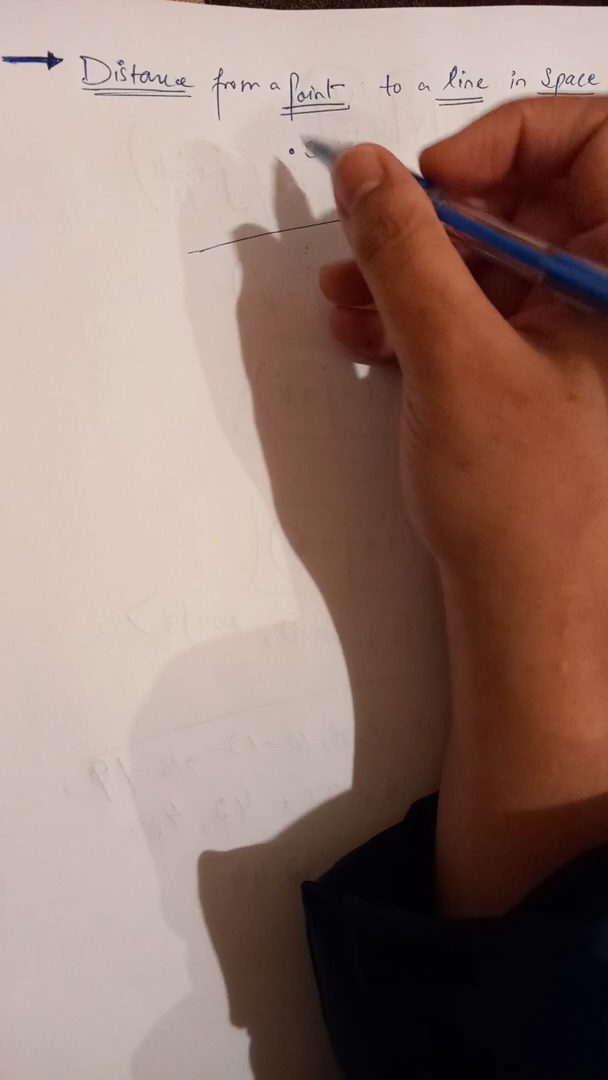 → Distance from a Point to a line in Space